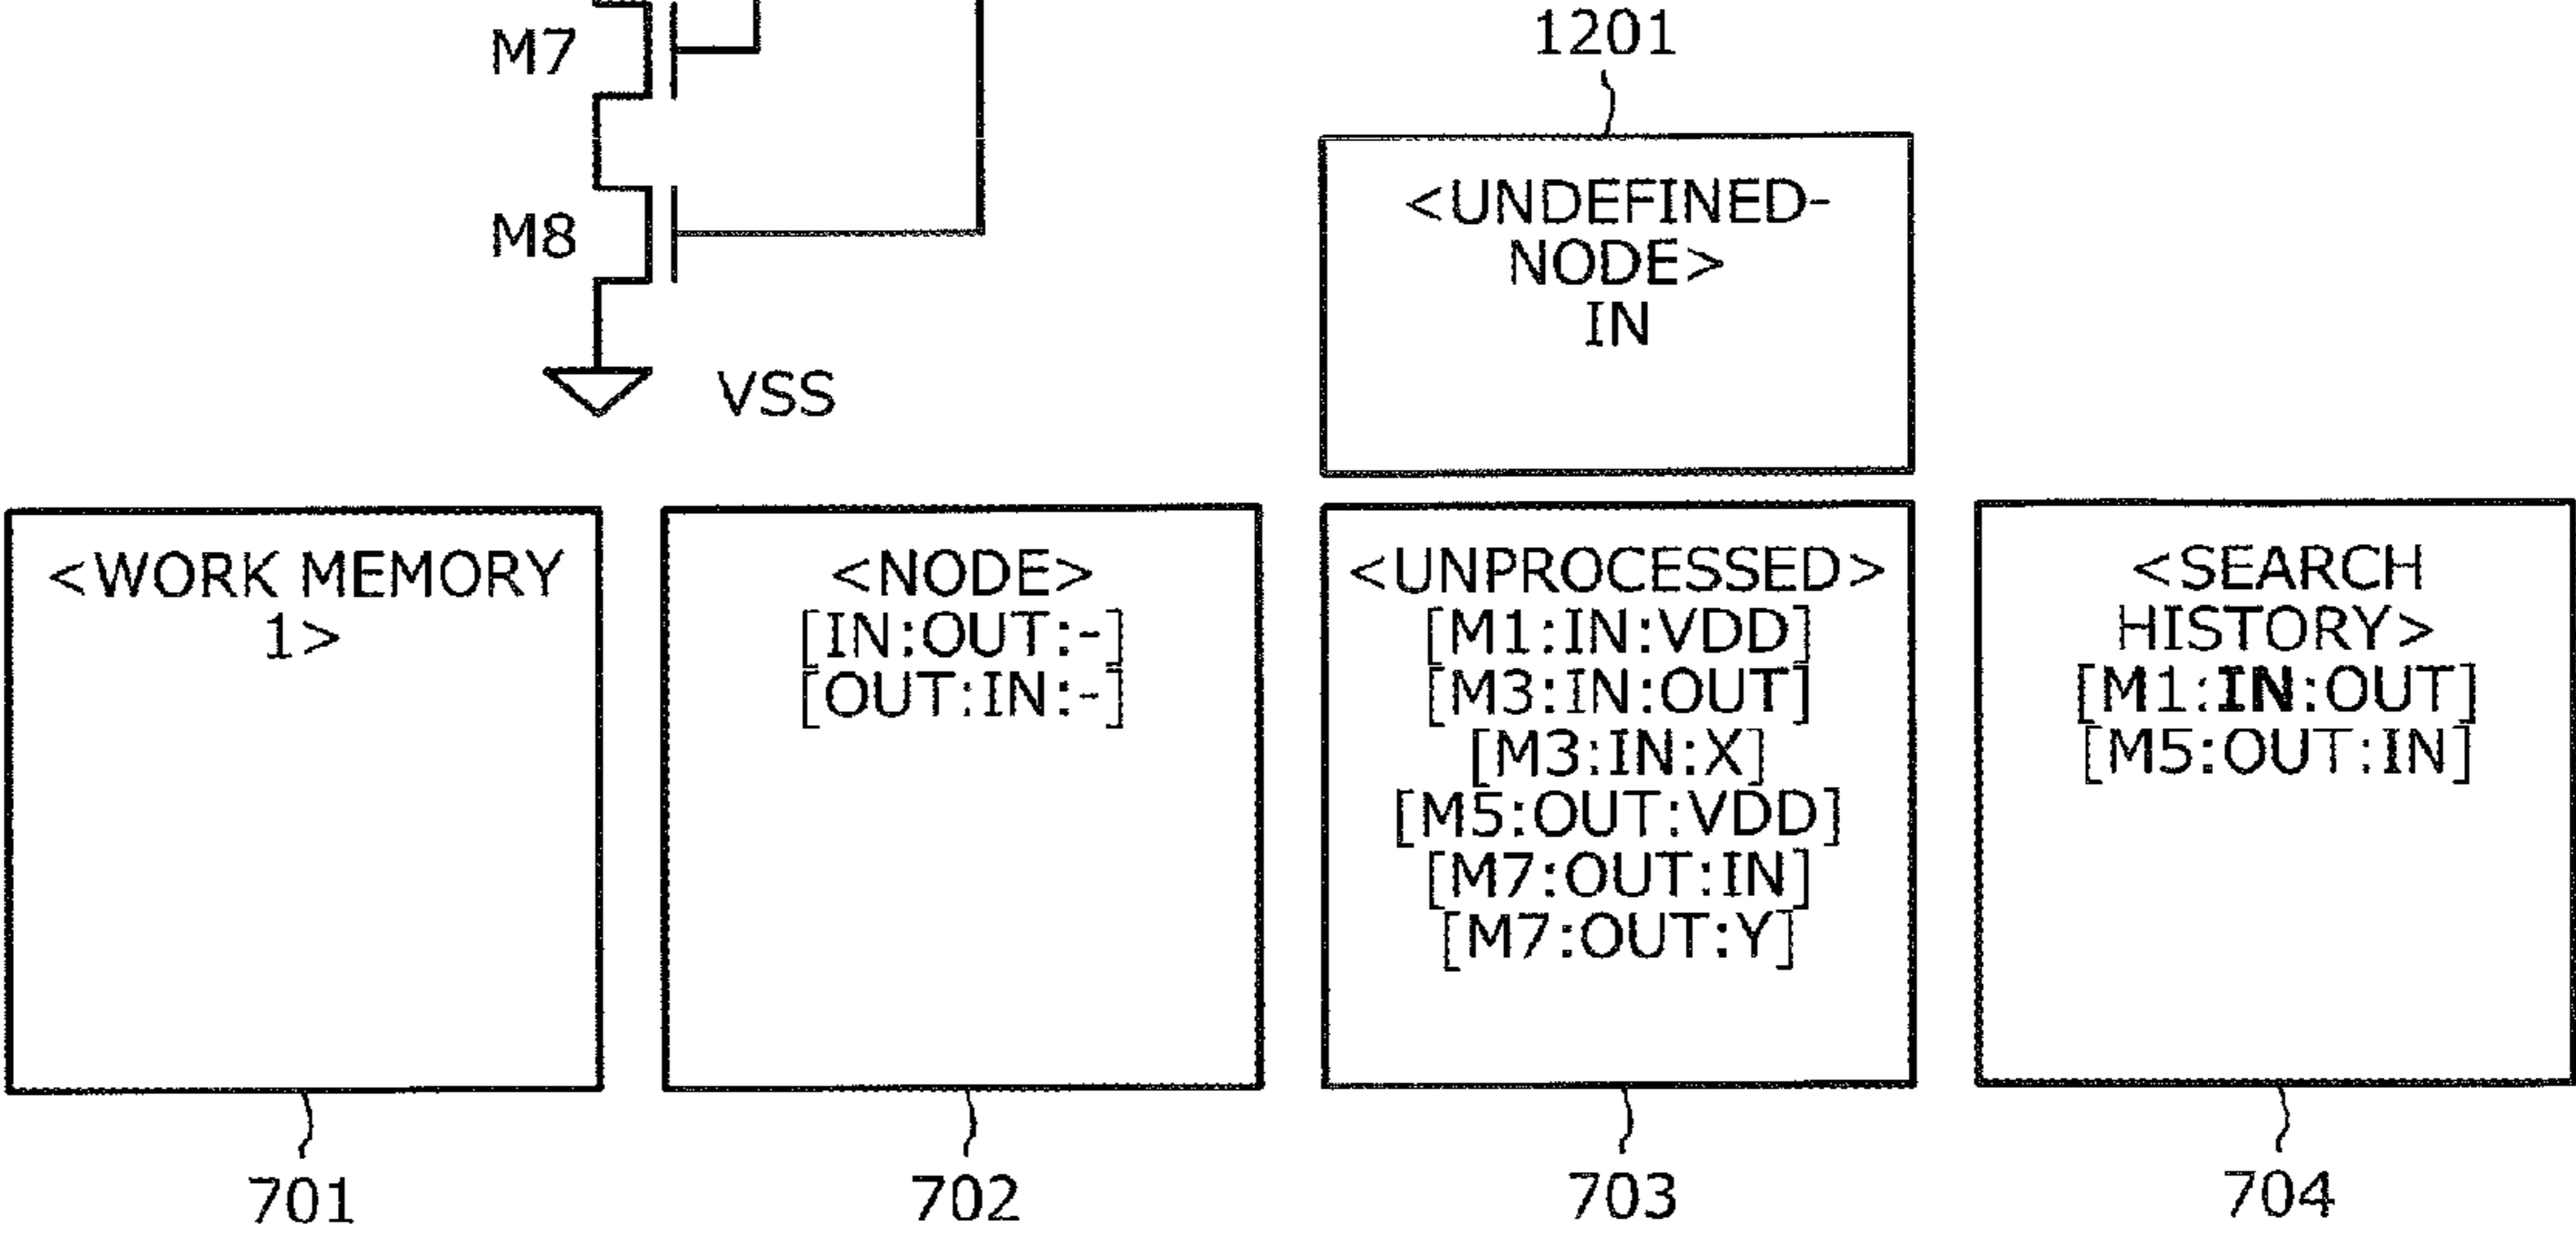 M7
1201
M8
<UNDEFINED-
NODE>
IN
VSS
<WORK MEMORY
1>
<NODE>
[IN:OUT:-]
[OUT:IN:-]
<UNPROCESSED>
[M1:IN:VDD]
[M3:IN:OUT]
[M3:IN:X]
[M5:OUT:VDD]
[M7:OUT:IN]
[M7:OUT:Y]
<SEARCH
HISTORY>
[M1:IN:OUT]
[M5:OUT:IN]
701
702
703
704